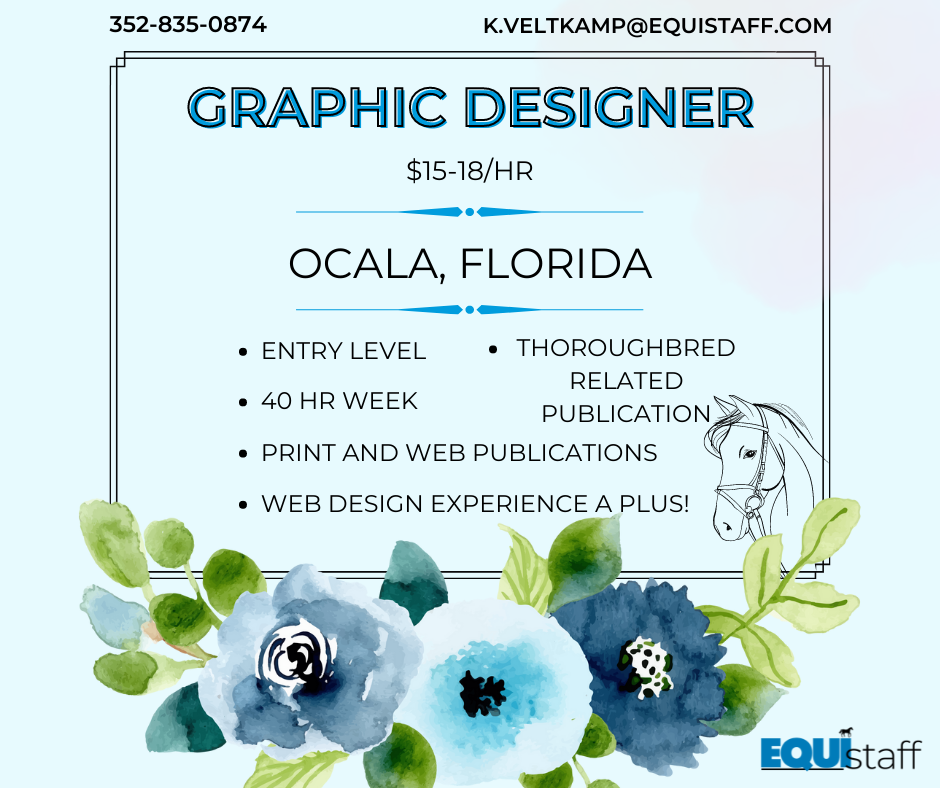 352-835-0874
K.VELTKAMP@EQUISTAFF.COM
GRAPHIC DESIGNER
$15-18/HR
OCALA, FLORIDA
• ENTRY LEVEL
• 40 HR WEEK
• THOROUGHBRED
RELATED
PUBLICATION
• PRINT AND WEB PUBLICATIONS
• WEB DESIGN EXPERIENCE A PLUS!
EQUistaff